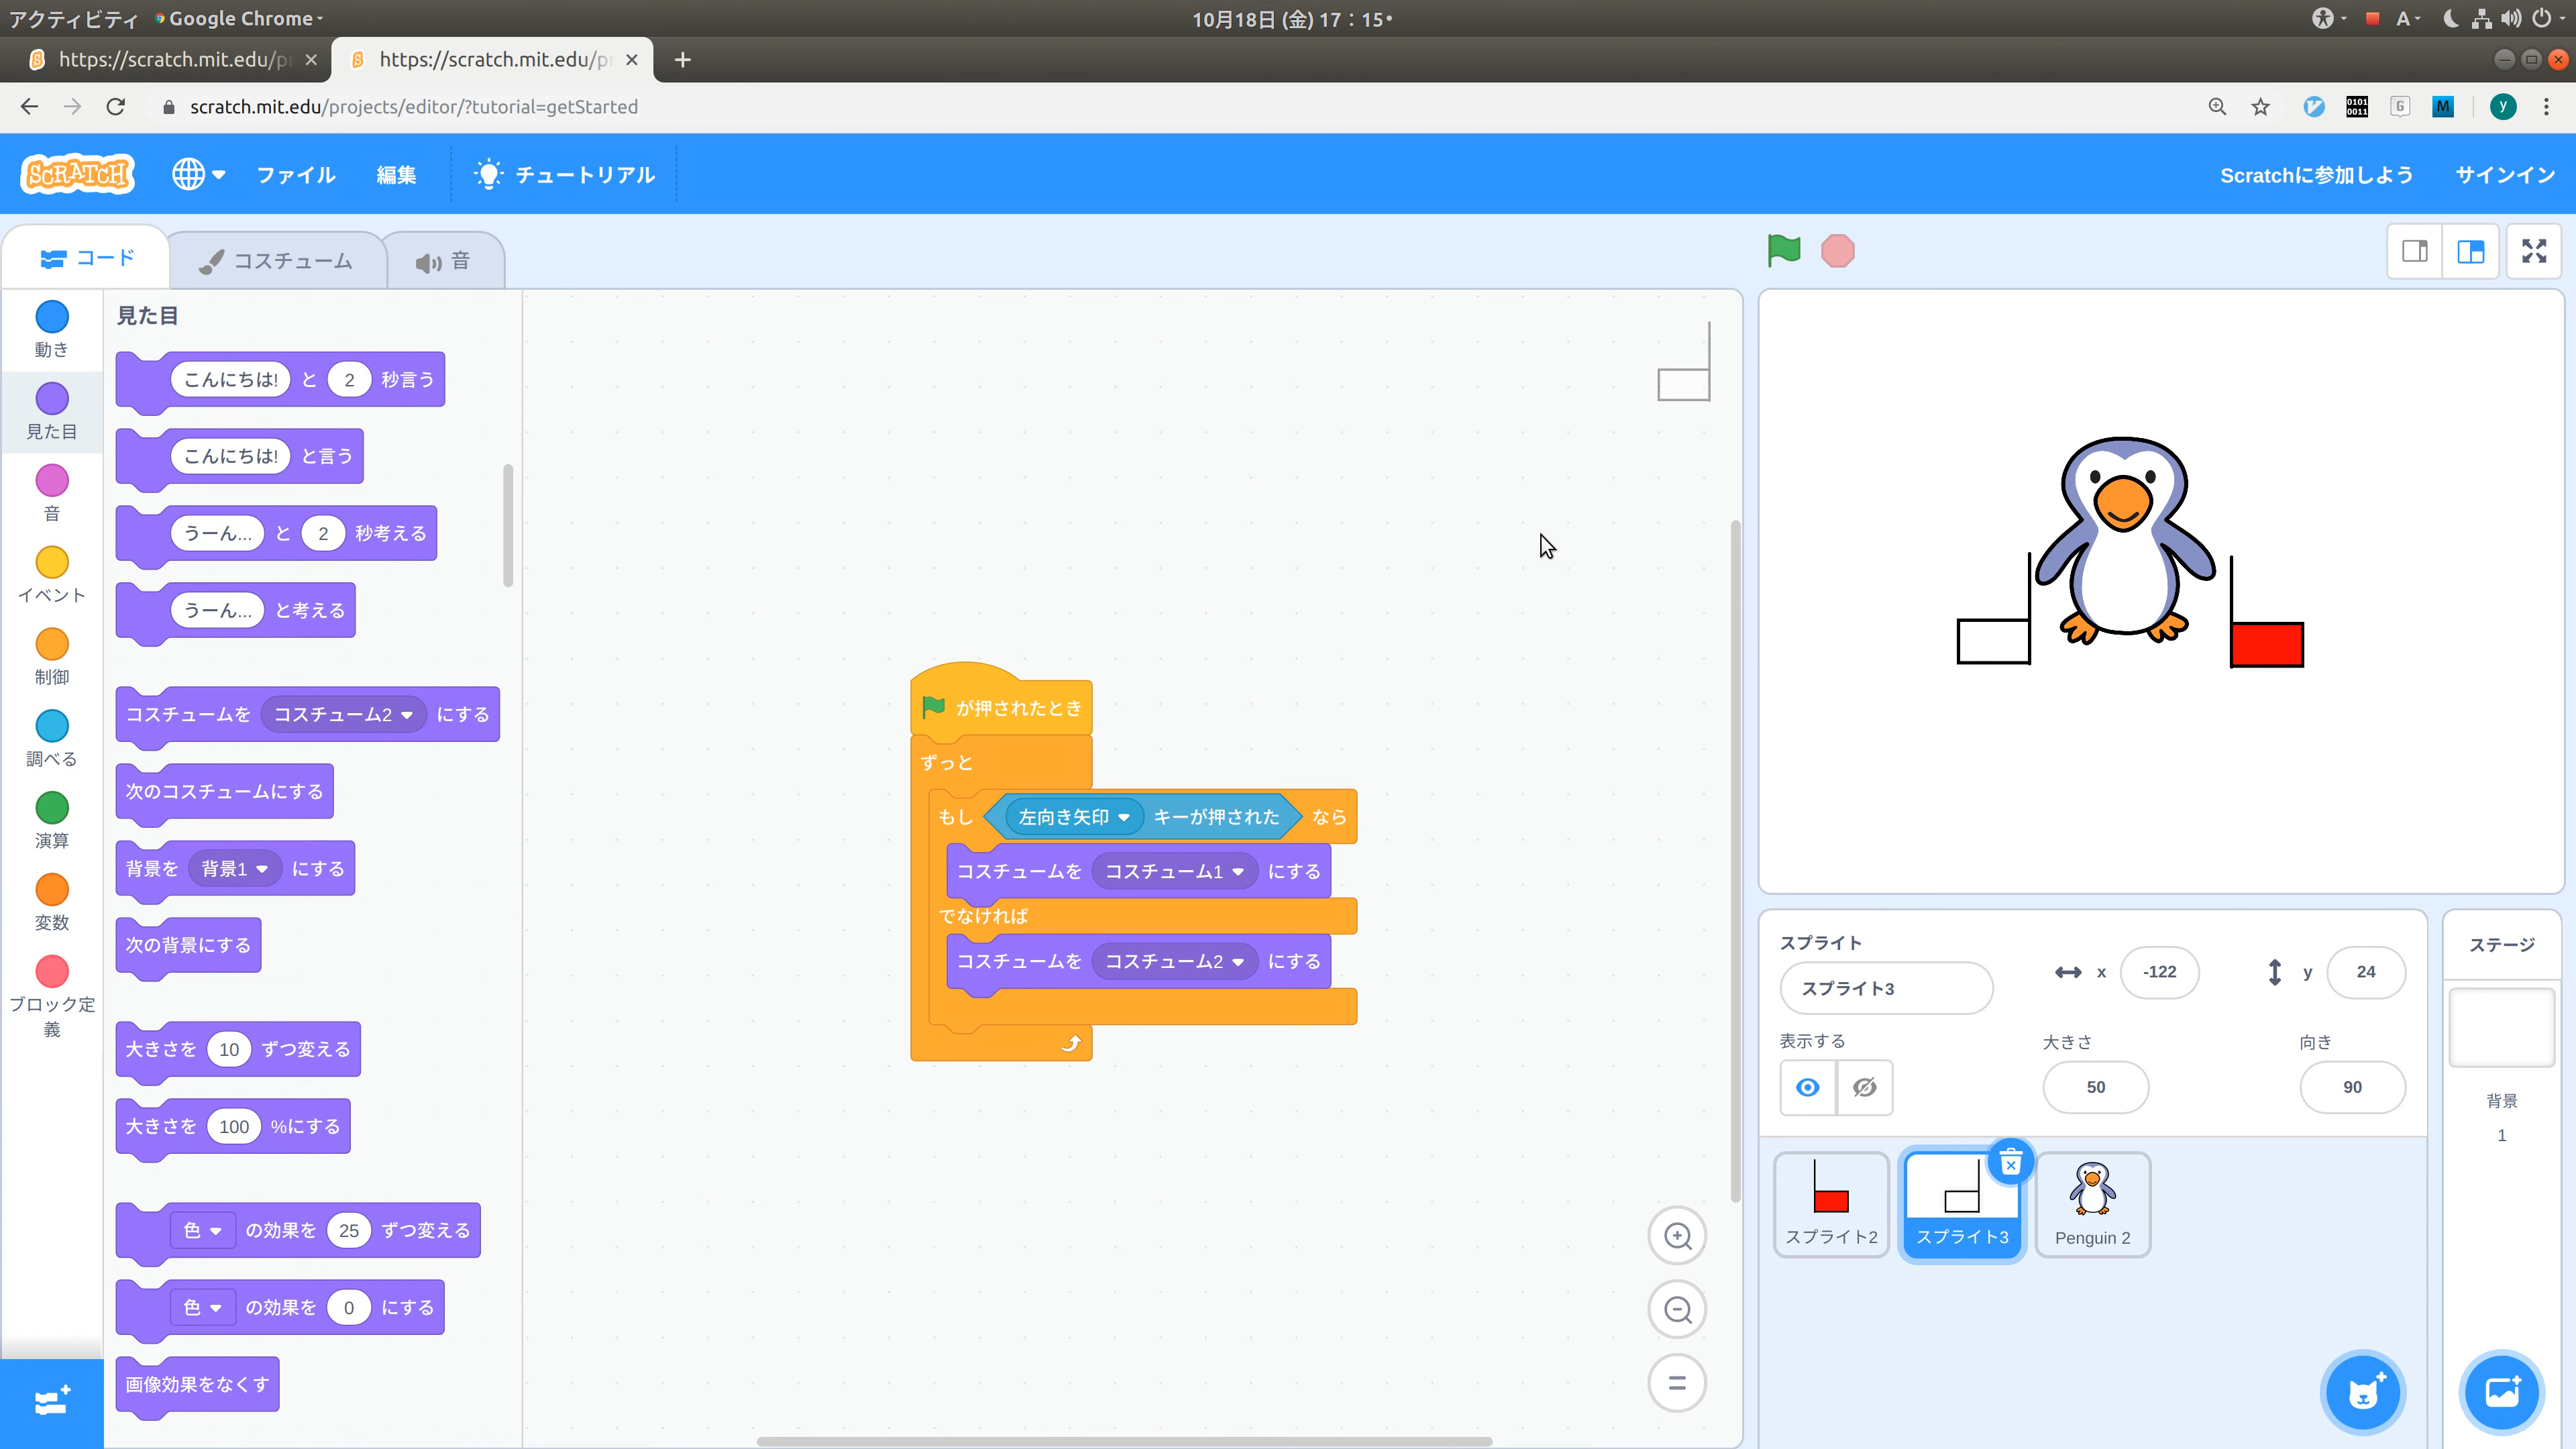 アクティビティ Google Chrome 10月18日 (金) 17：15 A
https://scratch.mit.edu/p https://scratch.mit.edu/p
scratch.mit.edu/projects/editor/?tutorial=getStarted 0101 0011 G M y
SCRATCH ファイル 編集 チュートリアル Scratchに参加しよう サインイン
コード コスチューム 音
動き
見た目
音
イベント
制御
調べる
演算
変数
ブロック定
義
見た目
こんにちは! と 2 秒言う
こんにちは! と言う
うーん... と 2 秒考える
うーん... と考える
コスチュームを コスチューム2 にする
次のコスチュームにする
背景を 背景1 にする
次の背景にする
大きさを 10 ずつ変える
大きさを 100 %にする
色 の効果を 25 ずつ変える
色 の効果を 0 にする
画像効果をなくす
が押されたとき
ずっと
もし 左向き矢印 キーが押された なら
コスチュームを コスチューム1 にする
でなければ
コスチュームを コスチューム2 にする
スプライト
スプライト3 x -122 y 24
表示する 大きさ 50 向き 90
スプライト2 スプライト3 Penguin 2
ステージ
背景
1